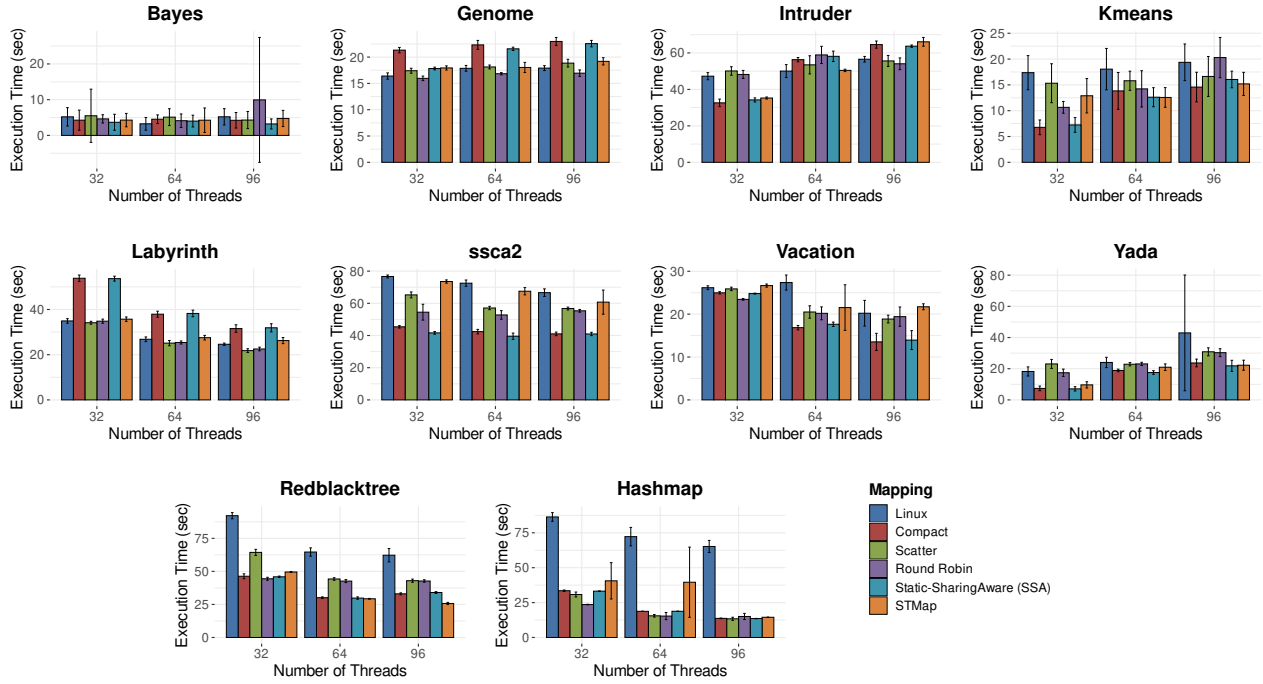 Bayes
Execution Time (sec)
20
10
0
32
64
96
Number of Threads
Genome
Execution Time (sec)
20
15
10
5
0
32
64
96
Number of Threads
Intruder
Execution Time (sec)
60
40
20
0
32
64
96
Number of Threads
Kmeans
Execution Time (sec)
25
20
15
10
5
0
32
64
96
Number of Threads
Labyrinth
Execution Time (sec)
40
20
0
32
64
96
Number of Threads
ssca2
Execution Time (sec)
80
60
40
20
0
32
64
96
Number of Threads
Vacation
Execution Time (sec)
30
20
10
0
32
64
96
Number of Threads
Yada
Execution Time (sec)
80
60
40
20
0
32
64
96
Number of Threads
Redblacktree
Execution Time (sec)
75
50
25
0
32
64
96
Number of Threads
Hashmap
Execution Time (sec)
75
50
25
0
32
64
96
Number of Threads
Mapping
Linux
Compact
Scatter
Round Robin
Static-SharingAware (SSA)
STMap